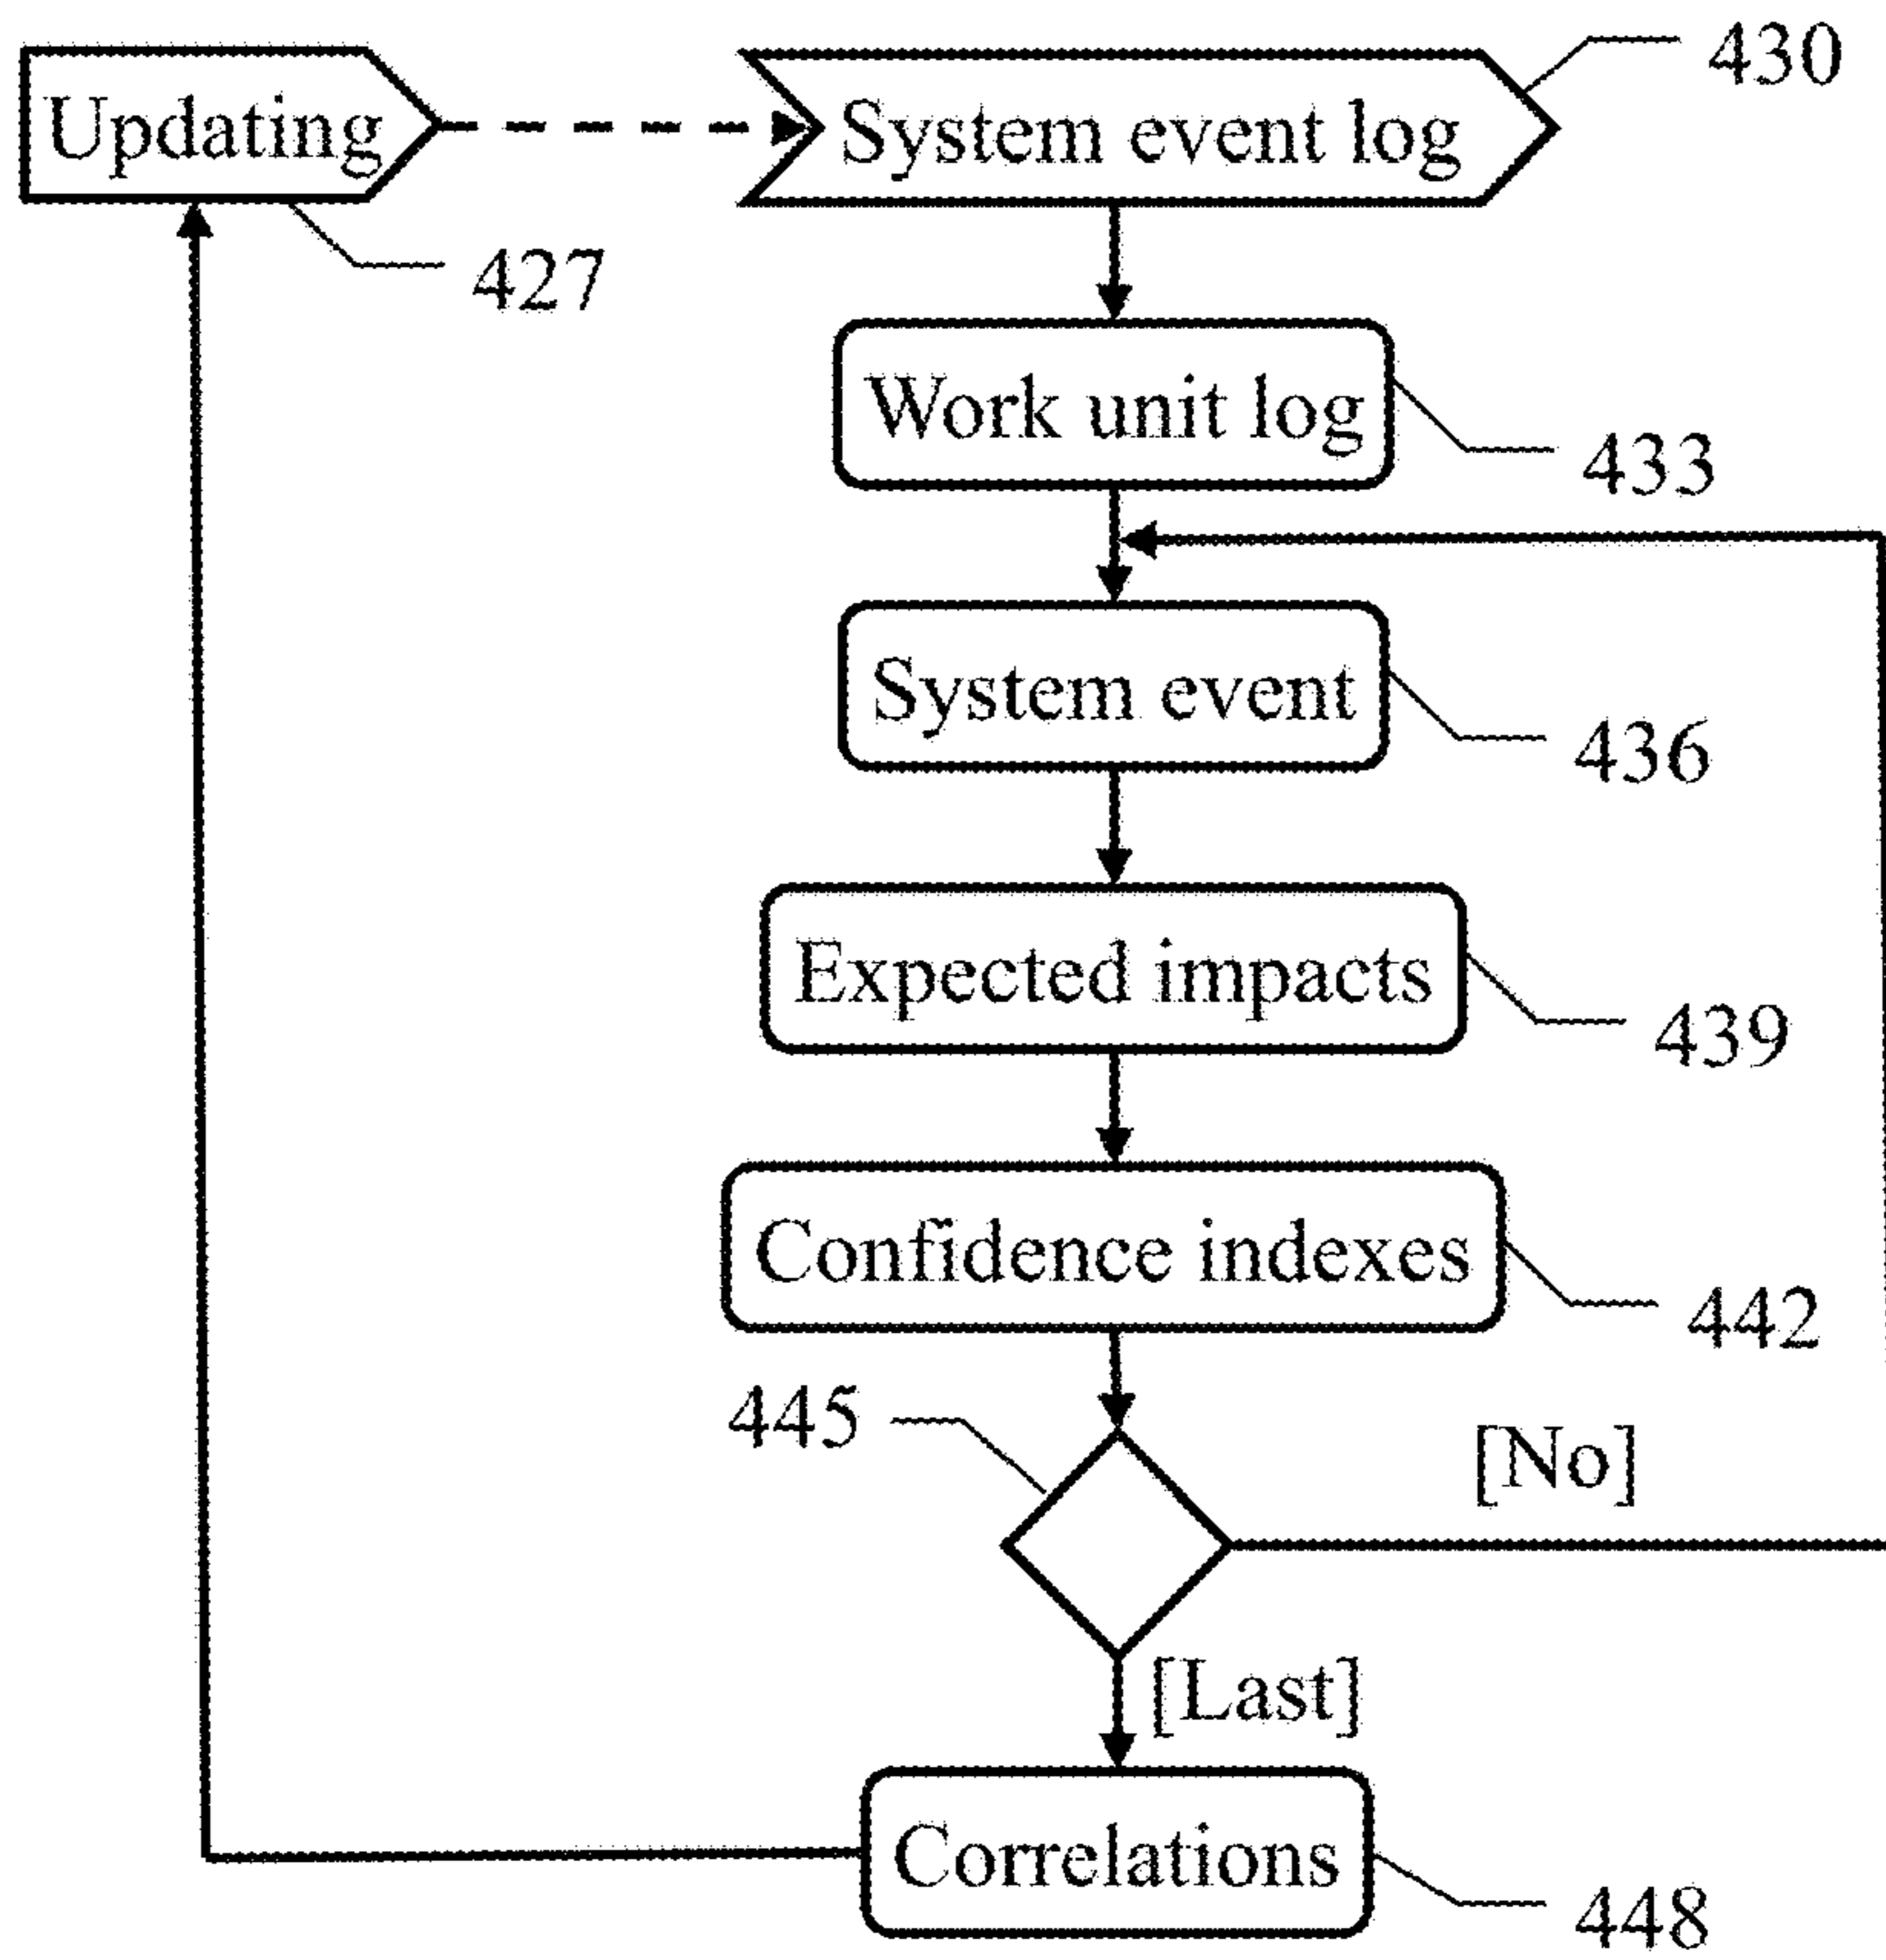 Updating
System event log
430
427
Work unit log
433
System event
436
Expected impacts
439
Confidence indexes
442
445
[No]
[Last]
Correlations
448